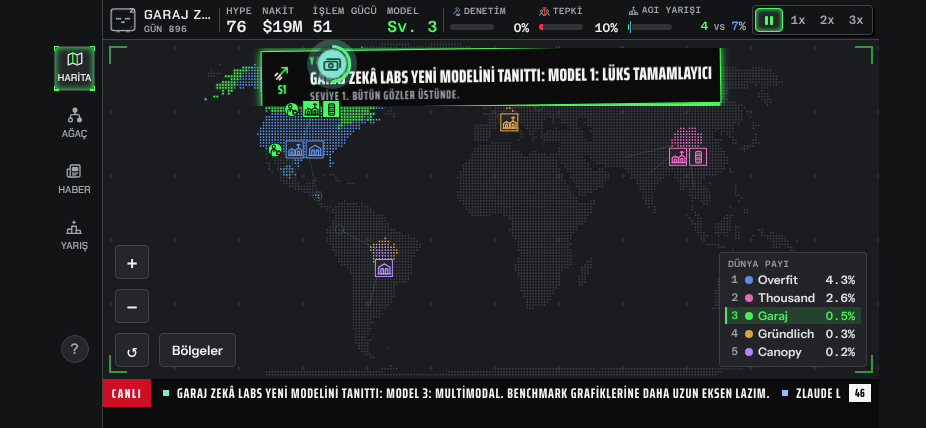 GARAJ Z...
GÜN 896
HYPE
76
NAKİT
$19M
İŞLEM GÜCÜ
51
MODEL
Sv. 3
DENETİM
0%
TEPKİ
10%
AGI YARIŞI
4 vs 7%
1x
2x
3x
HARİTA
AĞAÇ
HABER
YARIŞ
?
S1
ZEKÂ LABS YENİ MODELİNİ TANITTI: MODEL 1: LÜKS TAMAMLAYICI
SEVİYE 1. BÜTÜN GÖZLER ÜSTÜNDE.
+
−
↺
Bölgeler
DÜNYA PAYI
1 Overfit 4.3%
2 Thousand 2.6%
3 Garaj 0.5%
4 Gründlich 0.3%
5 Canopy 0.2%
CANLI
GARAJ ZEKÂ LABS YENİ MODELİNİ TANITTI: MODEL 3: MULTİMODAL. BENCHMARK GRAFİKLERİNE DAHA UZUN EKSEN LAZIM.
ZLAUDE L
46